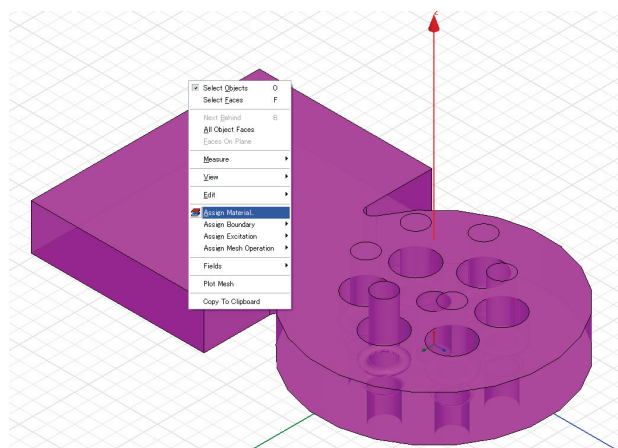 Select Objects O
Select Faces F
Next Behind B
All Object Faces
Faces On Plane
Measure
View
Edit
Assign Material..
Assign Boundary
Assign Excitation
Assign Mesh Operation
Fields
Plot Mesh
Copy To Clipboard